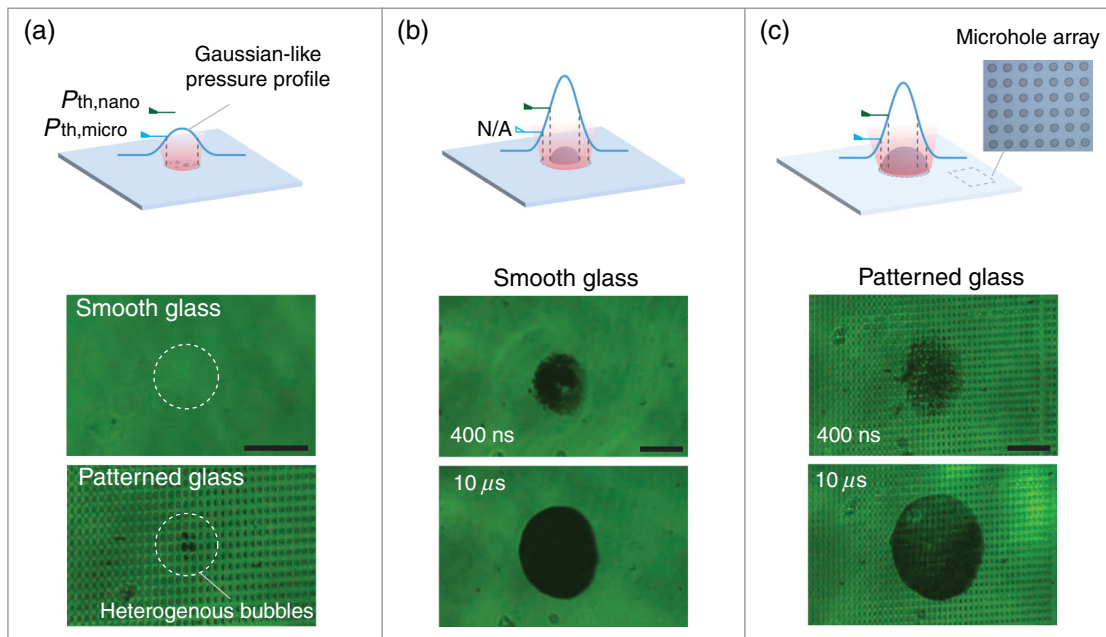 (a)
Gaussian-like
pressure profile
Pth,nano
Pth,micro
Smooth glass
Patterned glass
Heterogenous bubbles
(b)
N/A
Smooth glass
400 ns
10 μs
(c)
Microhole array
Patterned glass
400 ns
10 μs